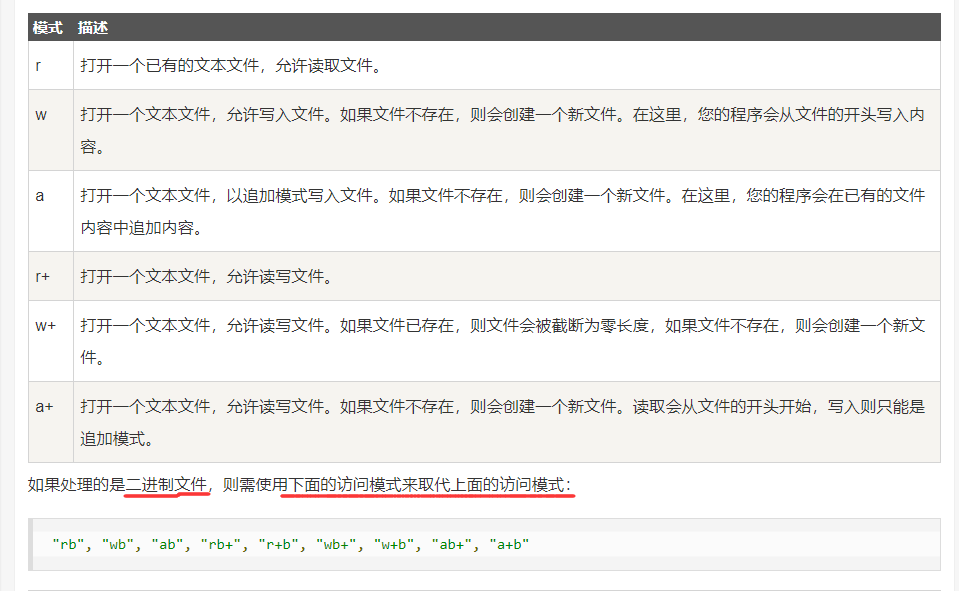 模式 描述
r 打开一个已有的文本文件，允许读取文件。
w 打开一个文本文件，允许写入文件。如果文件不存在，则会创建一个新文件。在这里，您的程序会从文件的开头写入内
容。
a 打开一个文本文件，以追加模式写入文件。如果文件不存在，则会创建一个新文件。在这里，您的程序会在已有的文件
内容中追加内容。
r+ 打开一个文本文件，允许读写文件。
w+ 打开一个文本文件，允许读写文件。如果文件已存在，则文件会被截断为零长度，如果文件不存在，则会创建一个新文
件。
a+ 打开一个文本文件，允许读写文件。如果文件不存在，则会创建一个新文件。读取会从文件的开头开始，写入则只能是
追加模式。
如果处理的是二进制文件，则需使用下面的访问模式来取代上面的访问模式：
"rb", "wb", "ab", "rb+", "r+b", "wb+", "w+b", "ab+", "a+b"